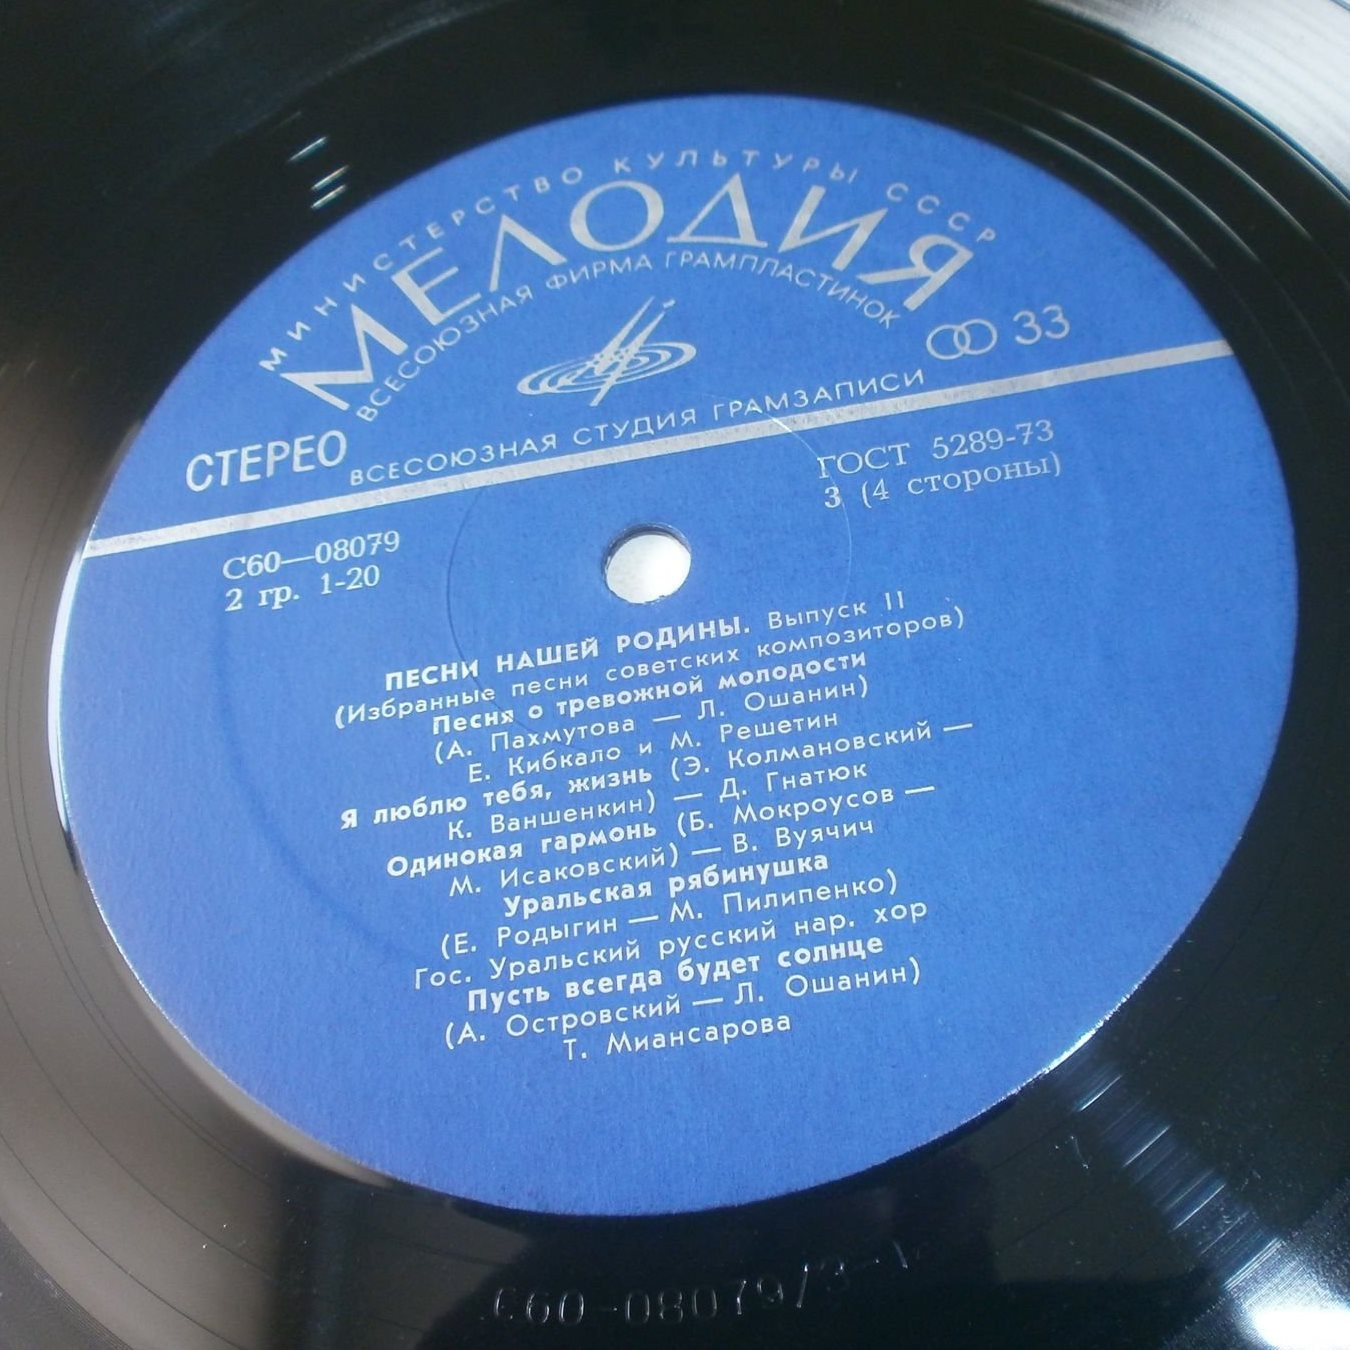 МИНИСТЕРСТВО КУЛЬТУРЫ СССР
МЕЛОДИЯ
ВСЕСОЮЗНАЯ ФИРМА ГРАМПЛАСТИНОК
33
СТЕРЕО
ВСЕСОЮЗНАЯ СТУДИЯ ГРАМЗАПИСИ
ГОСТ 5289-73
3 (4 стороны)
С60—08079
2 гр. 1-20
ПЕСНИ НАШЕЙ РОДИНЫ. Выпуск II
(Избранные песни советских композиторов)
Песня о тревожной молодости
(А. Пахмутова — Л. Ошанин)
Е. Кибкало и М. Решетин
Я люблю тебя, жизнь (Э. Колмановский —
К. Ваншенкин) — Д. Гнатюк
Одинокая гармонь (Б. Мокроусов —
М. Исаковский) — В. Вуячич
Уральская рябинушка
(Е. Родыгин — М. Пилипенко)
Гос. Уральский русский нар. хор
Пусть всегда будет солнце
(А. Островский — Л. Ошанин)
Т. Миансарова
С60-08079/3-1